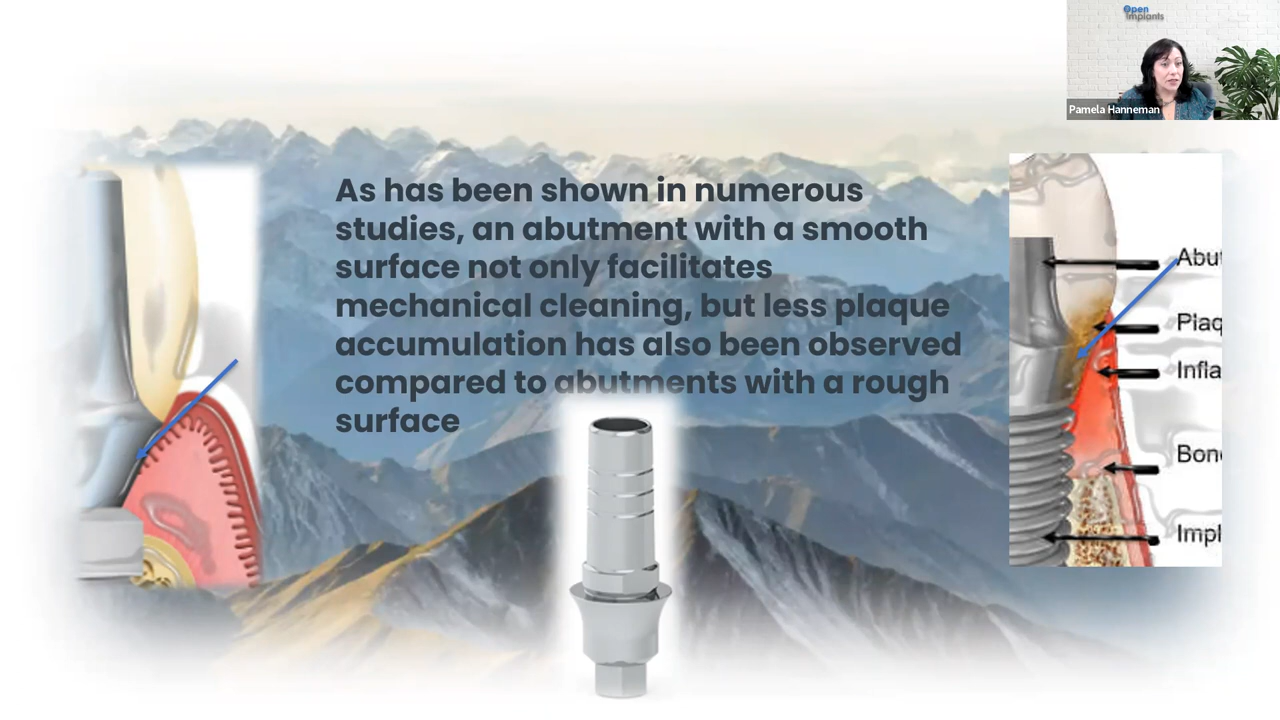 Open
Implants
Pamela Hanneman
As has been shown in numerous
studies, an abutment with a smooth
surface not only facilitates
mechanical cleaning, but less plaque
accumulation has also been observed
compared to abutments with a rough
surface
Abu
Plaq
Infla
Bon
Impl